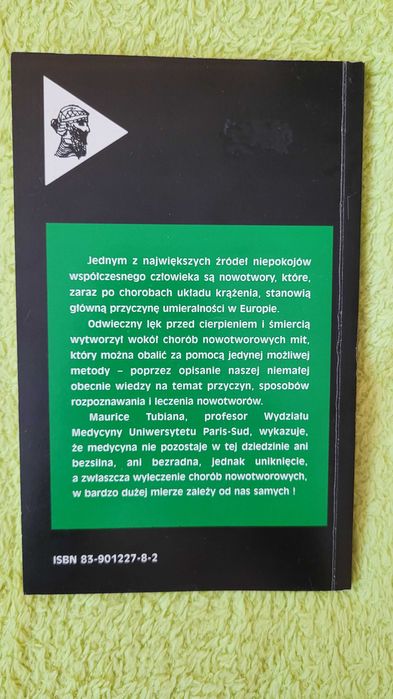 Jednym z największych źródeł niepokojów
współczesnego człowieka są nowotwory, które,
zaraz po chorobach układu krążenia, stanowią
główną przyczynę umieralności w Europie.
Odwieczny lęk przed cierpieniem i śmiercią
wytworzył wokół chorób nowotworowych mit,
który można obalić za pomocą jedynej możliwej
metody – poprzez opisanie naszej niemałej
obecnie wiedzy na temat przyczyn, sposobów
rozpoznawania i leczenia nowotworów.
Maurice Tubiana, profesor Wydziału
Medycyny Uniwersytetu Paris-Sud, wykazuje,
że medycyna nie pozostaje w tej dziedzinie ani
bezsilna, ani bezradna, jednak uniknięcie,
a zwłaszcza wyleczenie chorób nowotworowych,
w bardzo dużej mierze zależy od nas samych !
ISBN 83-901227-8-2